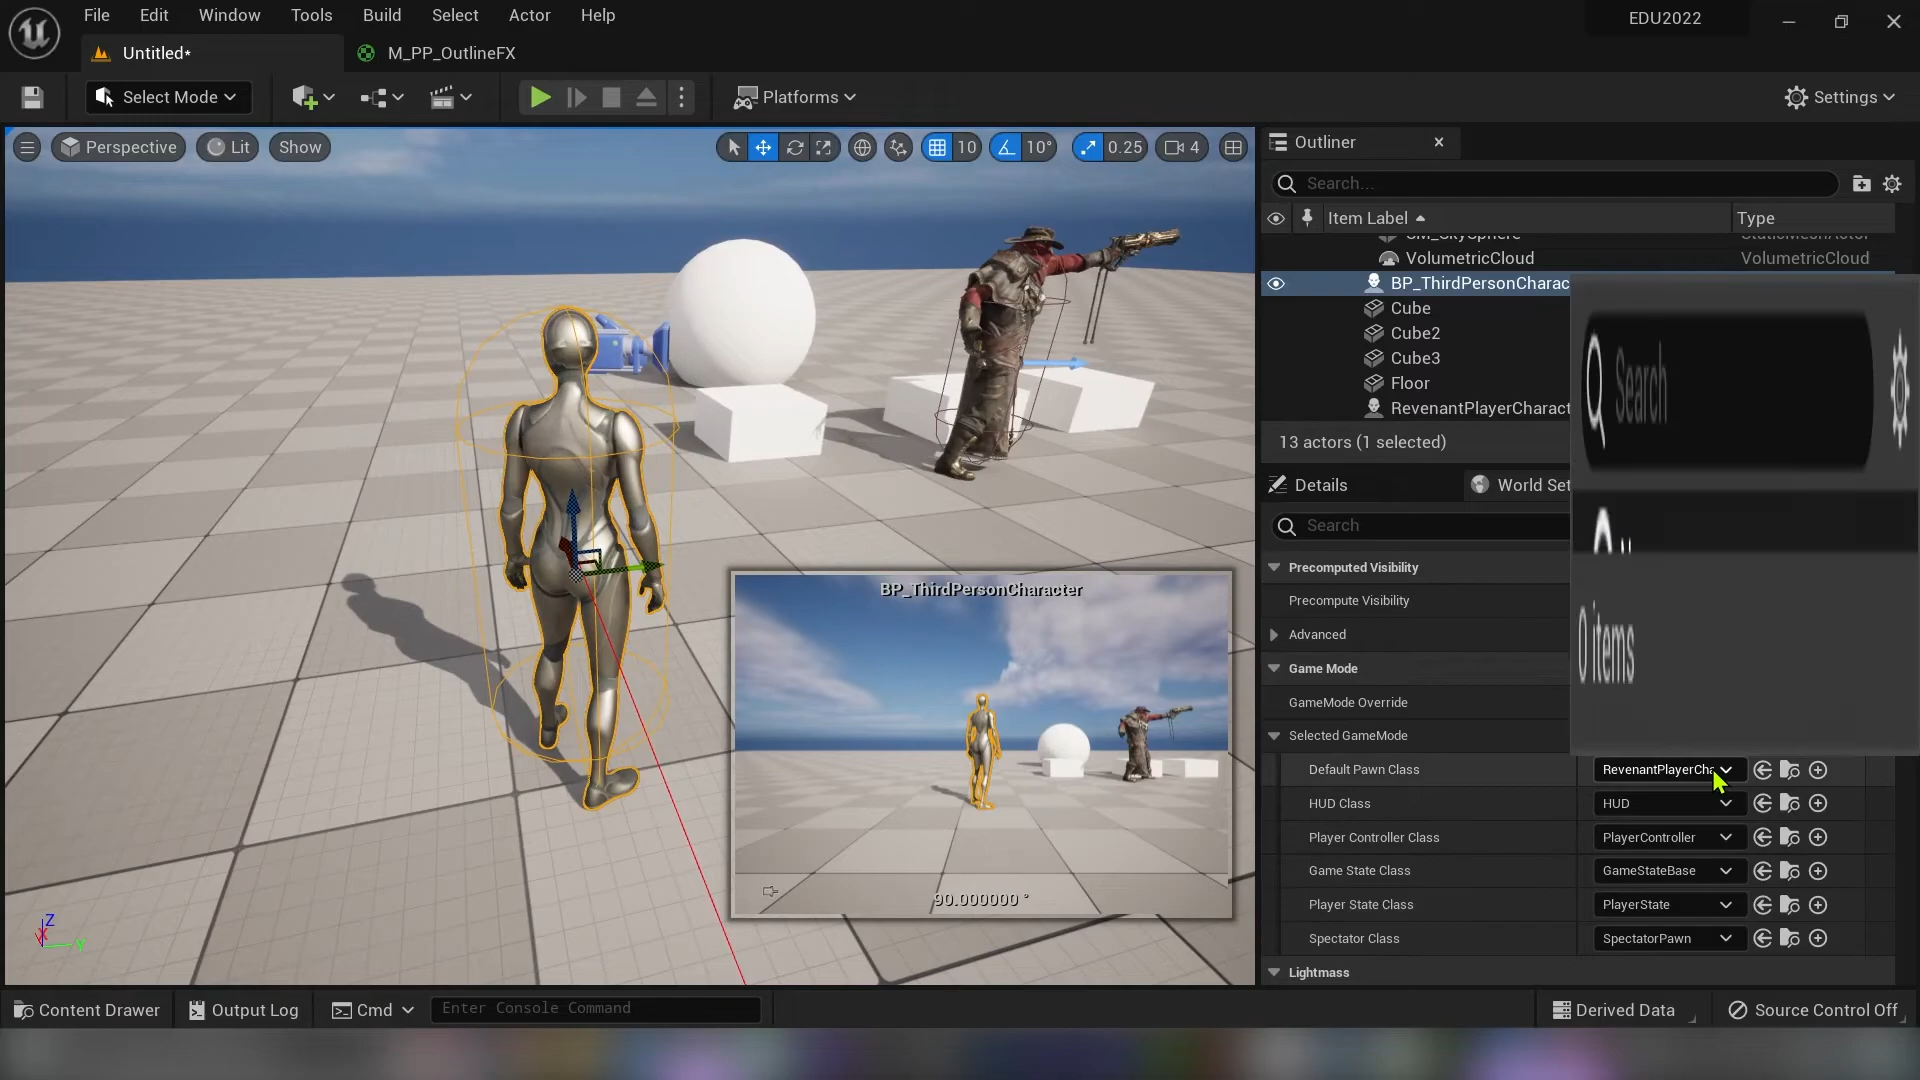 File Edit Window Tools Build Select Actor Help EDU2022
Untitled* M_PP_OutlineFX
Select Mode Platforms Settings
Perspective Lit Show 10 10° 0.25 4
Outliner
Search...
Item Label Type
SM_SkySphere StaticMeshActor
VolumetricCloud VolumetricCloud
BP_ThirdPersonCharac
Cube
Cube2
Cube3
Floor
RevenantPlayerCharact
13 actors (1 selected)
Search
0 items
Details World Set
Search
Precomputed Visibility
Precompute Visibility
Advanced
Game Mode
GameMode Override
Selected GameMode
Default Pawn Class RevenantPlayerCha
HUD Class HUD
Player Controller Class PlayerController
Game State Class GameStateBase
Player State Class PlayerState
Spectator Class SpectatorPawn
Lightmass
BP_ThirdPersonCharacter
90.000000 °
Z
X
Y
Content Drawer Output Log Cmd Enter Console Command Derived Data Source Control Off